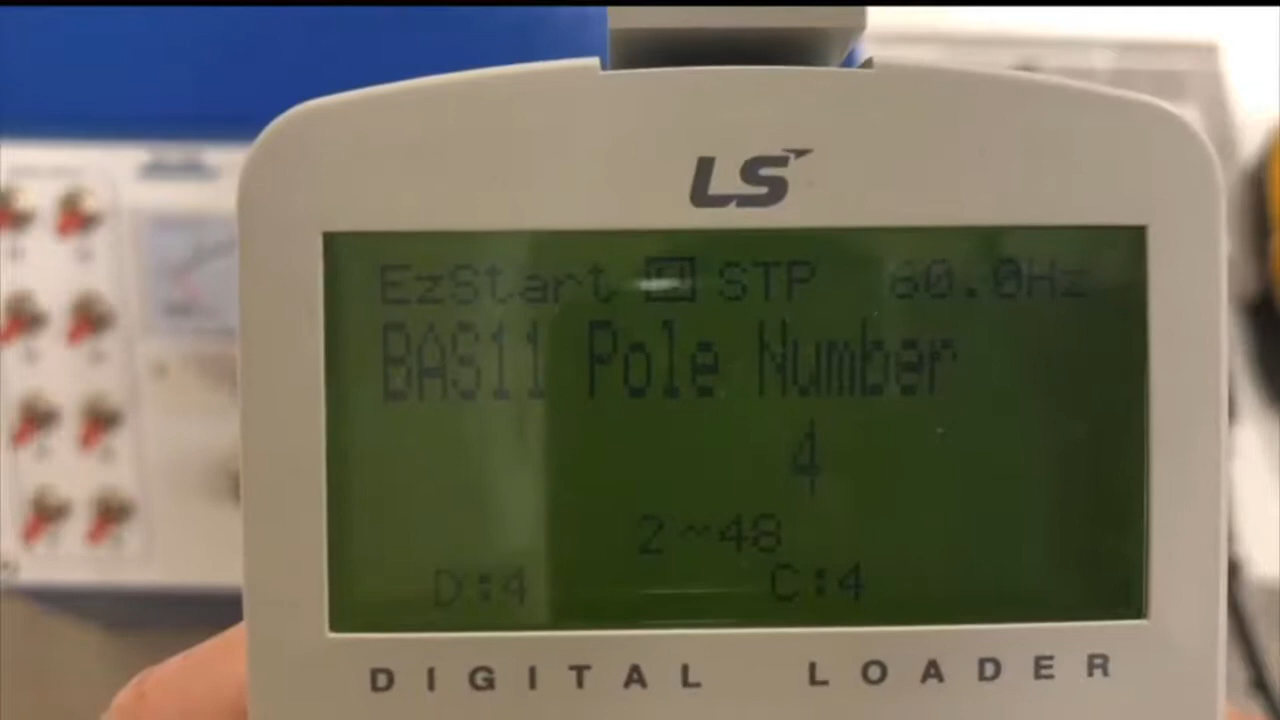 LS
EzStart STP 60.0Hz
BAS11 Pole Number
4
2~48
D:4 C:4
DIGITAL LOADER